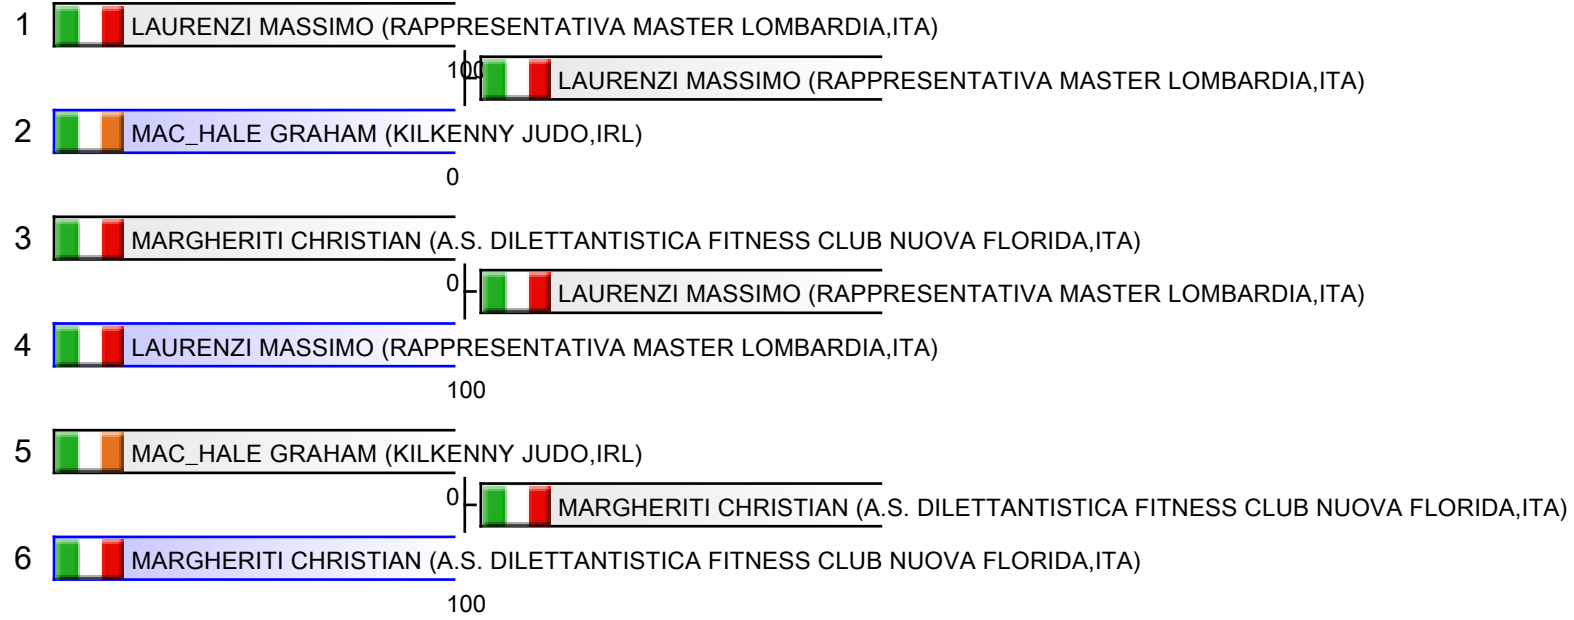 1 LAURENZI MASSIMO (RAPPRESENTATIVA MASTER LOMBARDIA,ITA)
100 LAURENZI MASSIMO (RAPPRESENTATIVA MASTER LOMBARDIA,ITA)
2 MAC_HALE GRAHAM (KILKENNY JUDO,IRL)
0
3 MARGHERITI CHRISTIAN (A.S. DILETTANTISTICA FITNESS CLUB NUOVA FLORIDA,ITA)
0 LAURENZI MASSIMO (RAPPRESENTATIVA MASTER LOMBARDIA,ITA)
4 LAURENZI MASSIMO (RAPPRESENTATIVA MASTER LOMBARDIA,ITA)
100
5 MAC_HALE GRAHAM (KILKENNY JUDO,IRL)
0 MARGHERITI CHRISTIAN (A.S. DILETTANTISTICA FITNESS CLUB NUOVA FLORIDA,ITA)
6 MARGHERITI CHRISTIAN (A.S. DILETTANTISTICA FITNESS CLUB NUOVA FLORIDA,ITA)
100